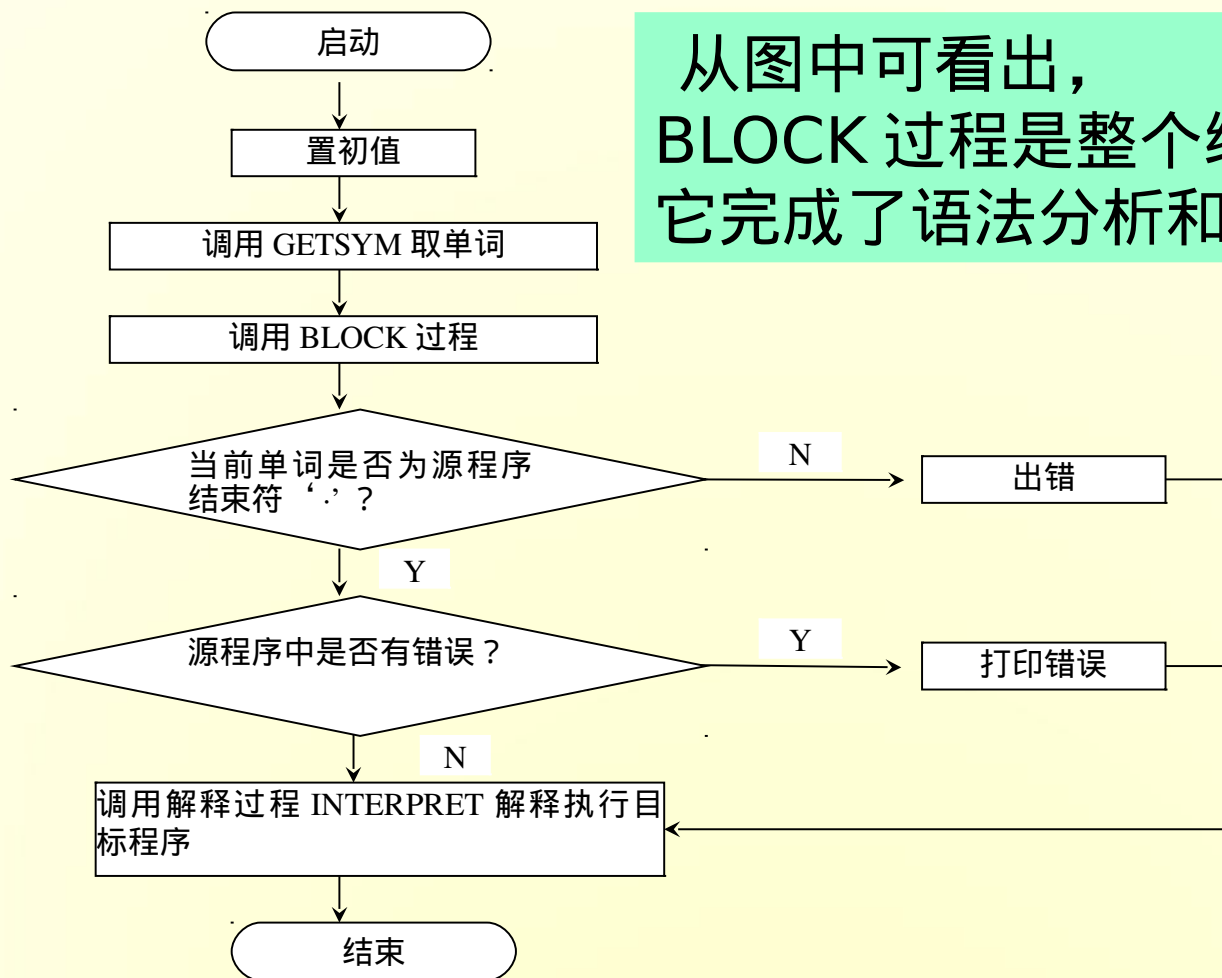 启动
从图中可看出，
BLOCK 过程是整个
它完成了语法分析和
置初值
调用 GETSYM 取单词
调用 BLOCK 过程
当前单词是否为源程序
结束符‘.’？
N
出错
Y
源程序中是否有错误？
Y
打印错误
N
调用解释过程 INTERPRET 解释执行目
标程序
结束